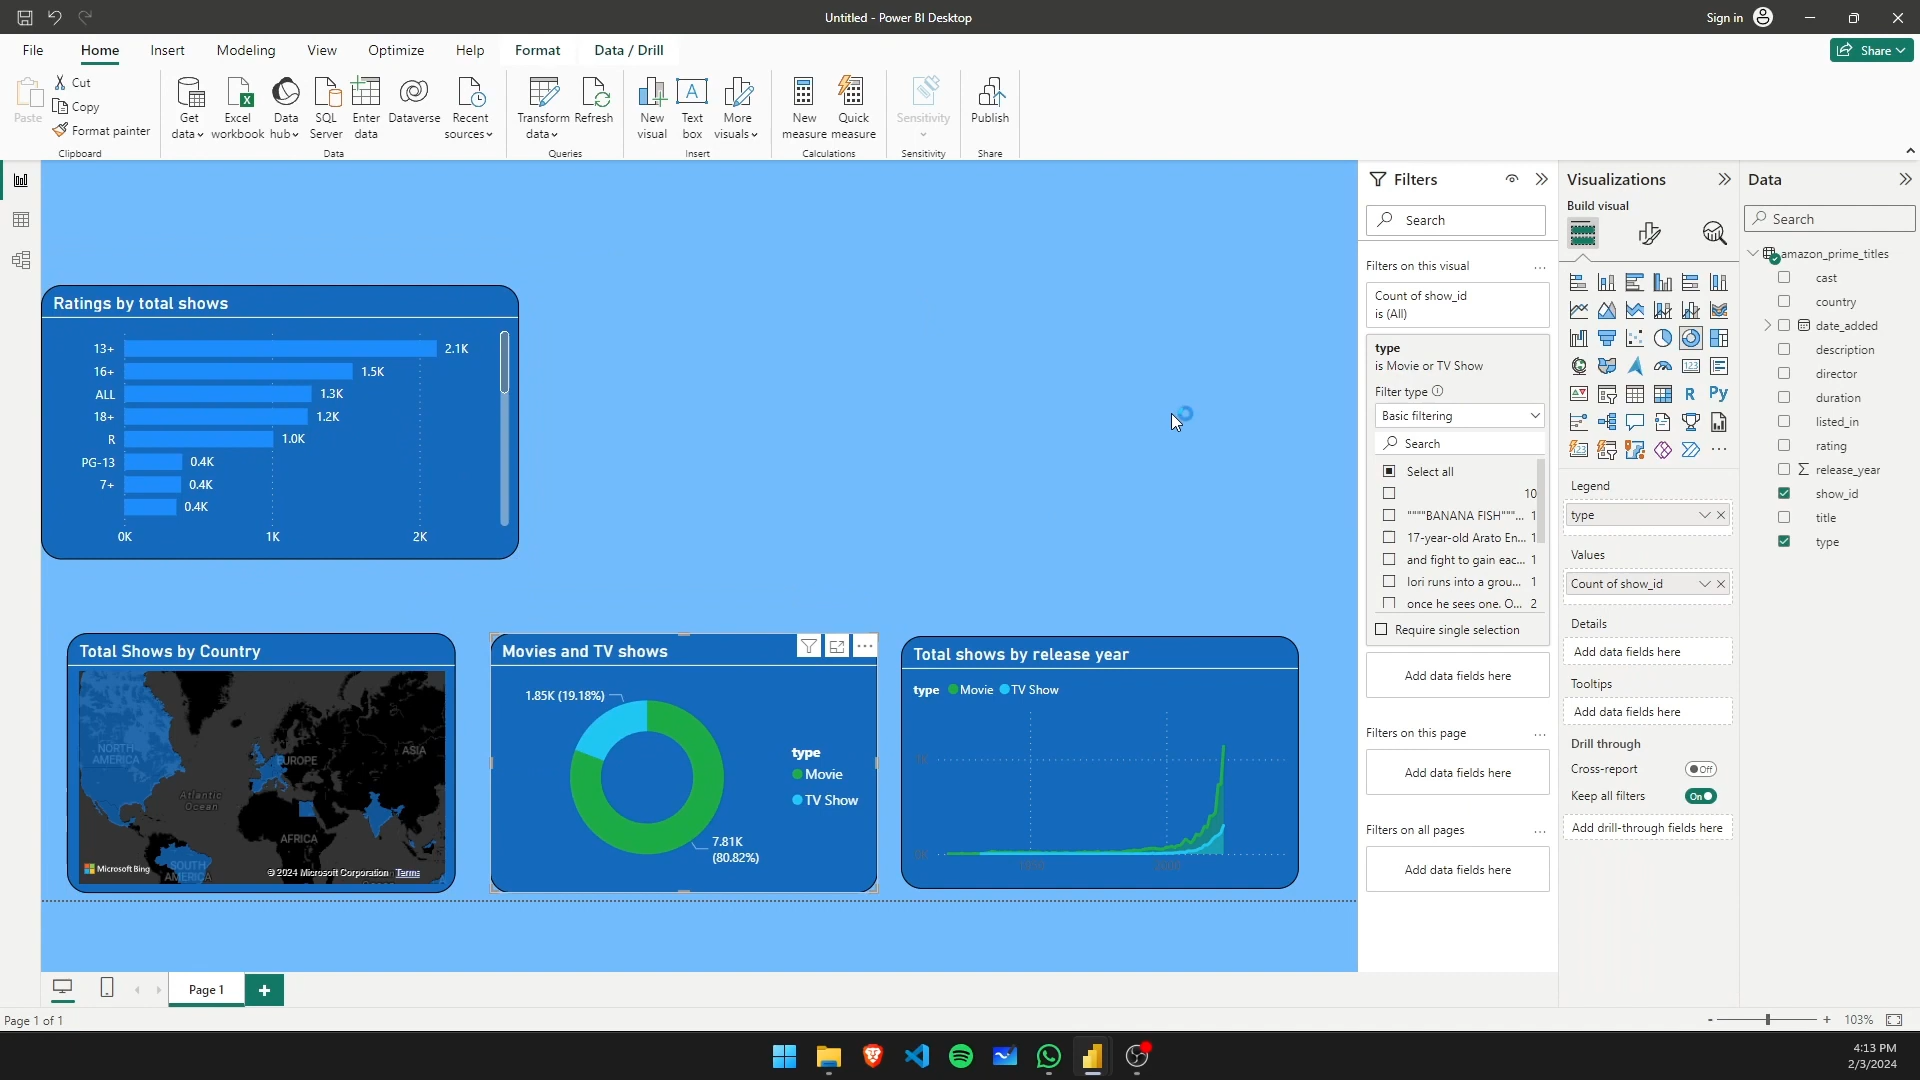 Untitled - Power BI Desktop
Sign in
File Home Insert Modeling View Optimize Help Format Data / Drill
Share
Paste
Cut
Copy
Format painter
Clipboard
Get data
Excel workbook
Data hub
SQL Server
Enter data
Dataverse
Recent sources
Data
Transform data
Refresh
Queries
New visual
Text box
More visuals
Insert
New measure
Quick measure
Calculations
Sensitivity
Sensitivity
Publish
Share
Ratings by total shows
13+ 2.1K
16+ 1.5K
ALL 1.3K
18+ 1.2K
R 1.0K
PG-13 0.4K
7+ 0.4K
0.4K
0K 1K 2K
Total Shows by Country
NORTH AMERICA
EUROPE
ASIA
Atlantic Ocean
AFRICA
SOUTH AMERICA
Microsoft Bing
© 2024 Microsoft Corporation Terms
Movies and TV shows
1.85K (19.18%)
type
Movie
TV Show
7.81K
(80.82%)
Total shows by release year
type Movie TV Show
Filters
Search
Filters on this visual
Count of show_id
is (All)
type
is Movie or TV Show
Filter type
Basic filtering
Search
Select all
10
""""BANANA FISH"""... 1
17-year-old Arato En... 1
and fight to gain eac... 1
Iori runs into a grou... 1
once he sees one. O... 2
Require single selection
Add data fields here
Filters on this page
Add data fields here
Filters on all pages
Add data fields here
Visualizations
Build visual
R Py
Legend
type
Values
Count of show_id
Details
Add data fields here
Tooltips
Add data fields here
Drill through
Cross-report Off
Keep all filters On
Add drill-through fields here
Data
Search
amazon_prime_titles
cast
country
date_added
description
director
duration
listed_in
rating
release_year
show_id
title
type
Page 1
Page 1 of 1
- + 103%
4:13 PM
2/3/2024